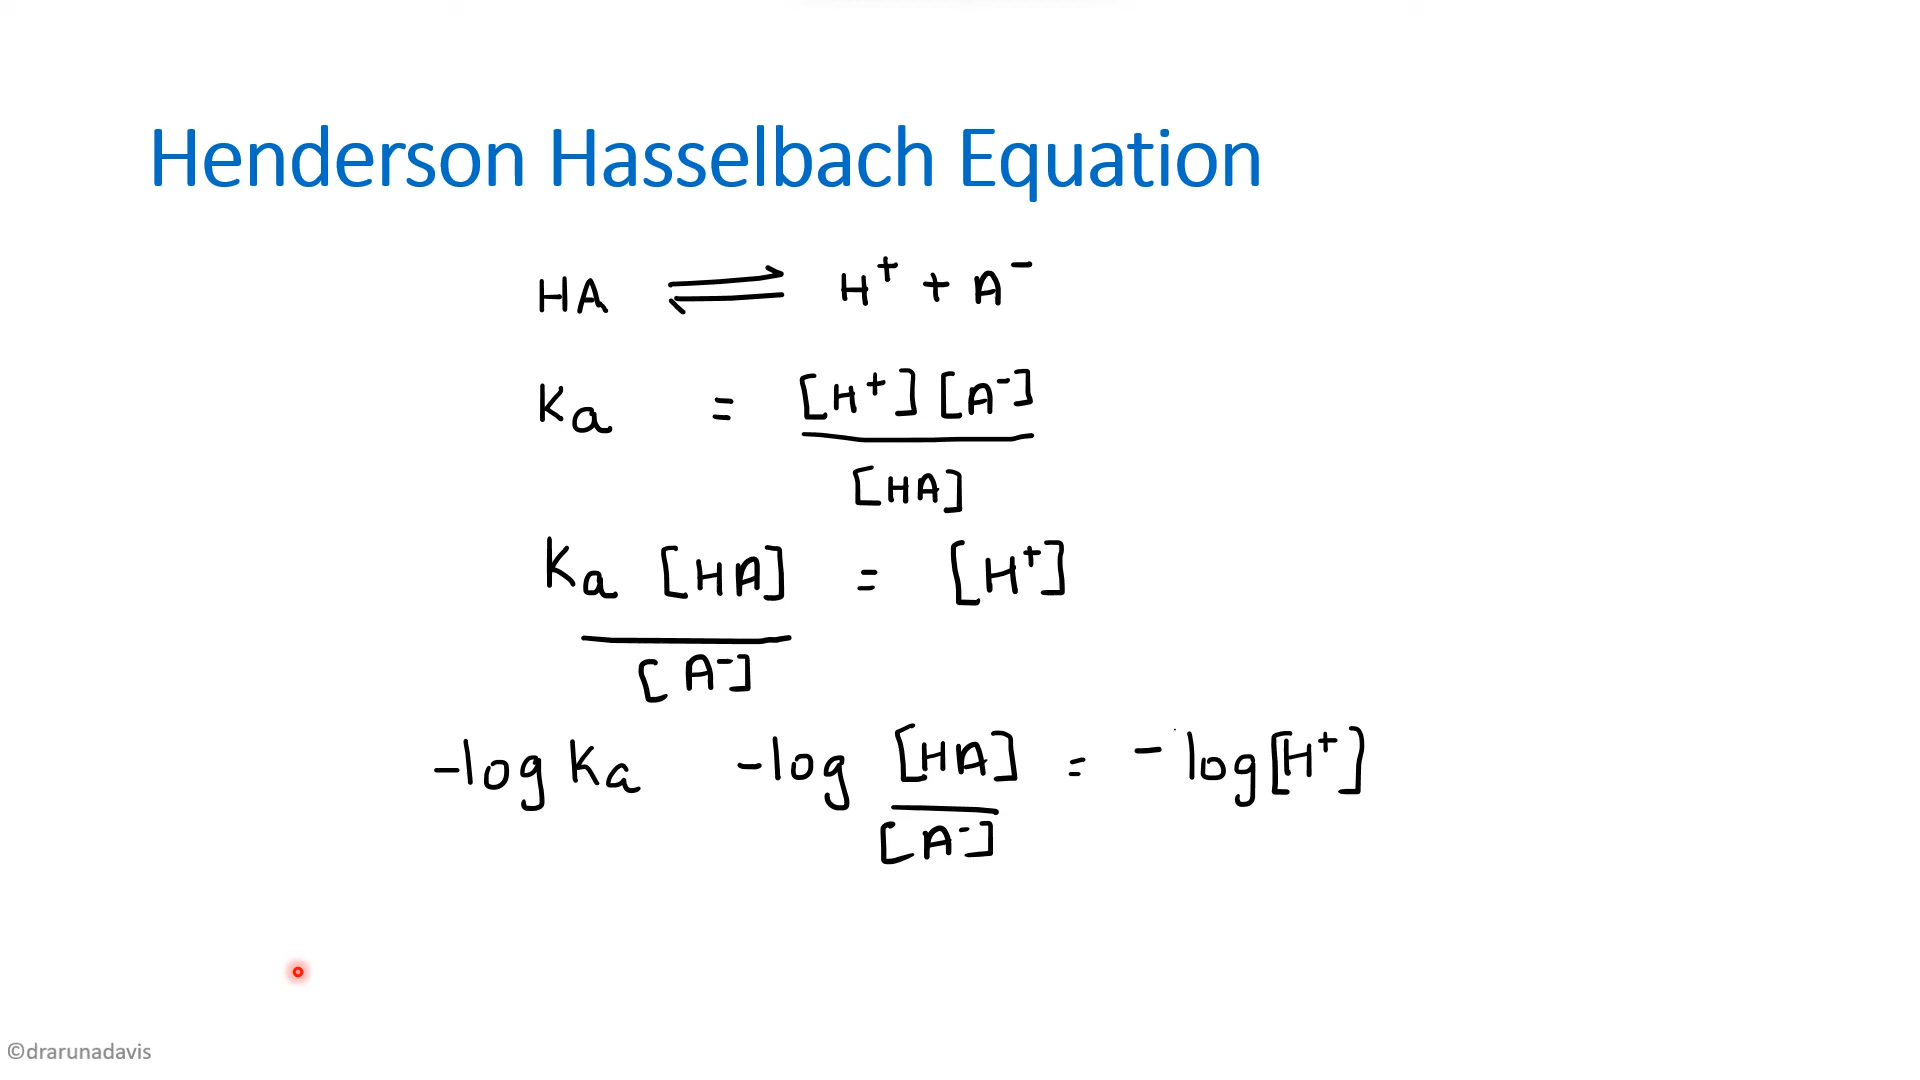 Henderson Hasselbach Equation
HA ⇌ H⁺ + A⁻
Ka = [H⁺] [A⁻]
[HA]
Ka [HA] = [H⁺]
[A⁻]
-log Ka -log [HA] = - log[H⁺]
[A⁻]
©drarunadavis